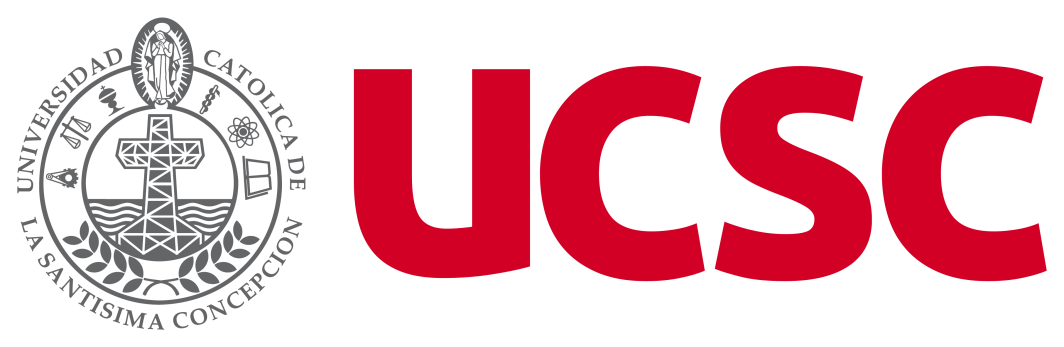 UNIVERSIDAD CATOLICA DE
LA SANTISIMA CONCEPCION
UCSC